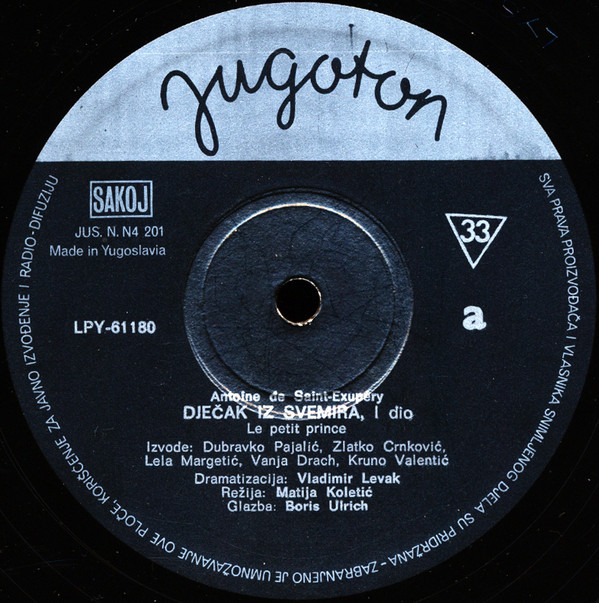 jugoton
SAKOJ
JUS. N. N4 201
Made in Yugoslavia
33
LPY-61180
a
Antoine de Saint-Exupéry
DJEČAK IZ SVEMIRA, I dio
Le petit prince
Izvode: Dubravko Pajalić, Zlatko Crnković,
Lela Margetić, Vanja Drach, Kruno Valentić
Dramatizacija: Vladimir Levak
Režija: Matija Koletić
Glazba: Boris Ulrich
SVA PRAVA PROIZVOĐAČA I VLASNIKA SNIMLJENOG DJELA SU PRIDRŽANA - ZABRANJENO JE UMNOŽAVANJE OVE PLOČE, KORIŠĆENJE ZA JAVNO IZVOĐENJE I RADIO-DIFUZIJU